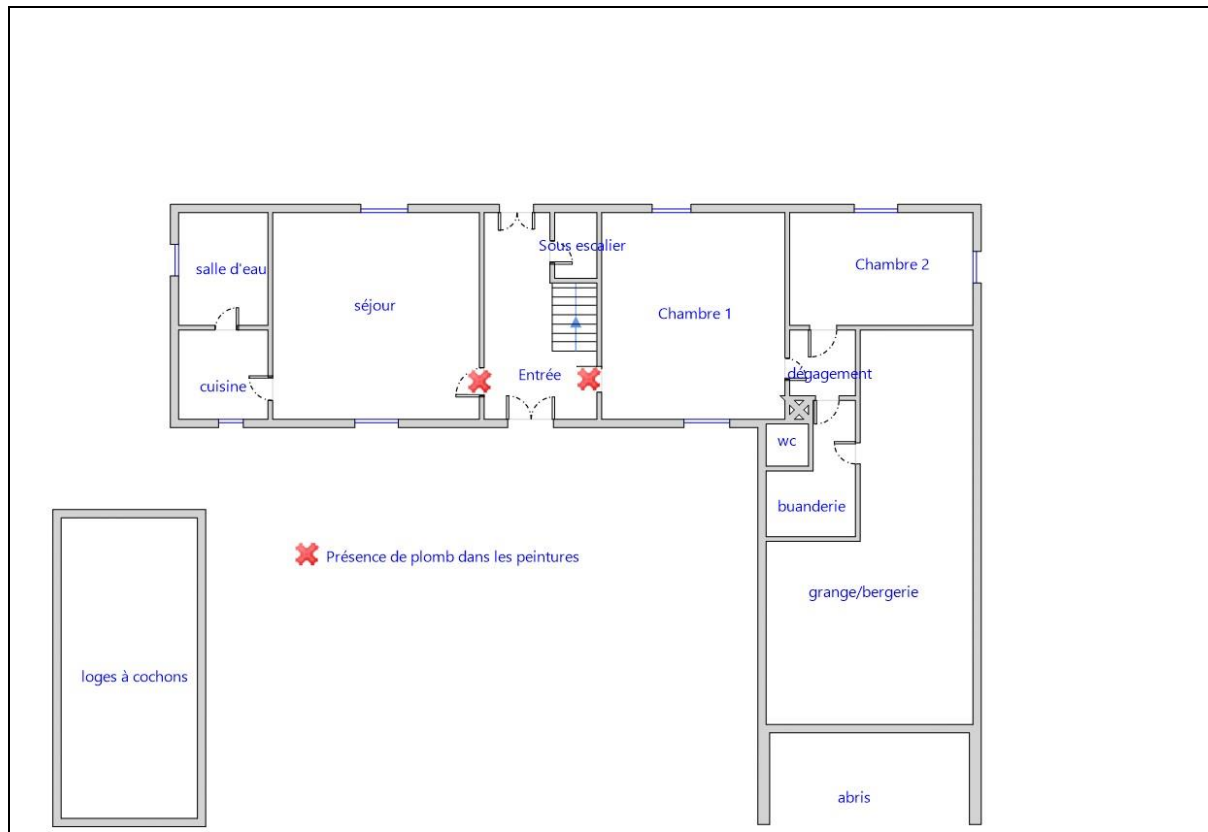 Sous escalier
salle d'eau
Chambre 2
séjour
Chambre 1
Entrée
dégagement
cuisine
wc
buanderie
Présence de plomb dans les peintures
grange/bergerie
loges à cochons
abris